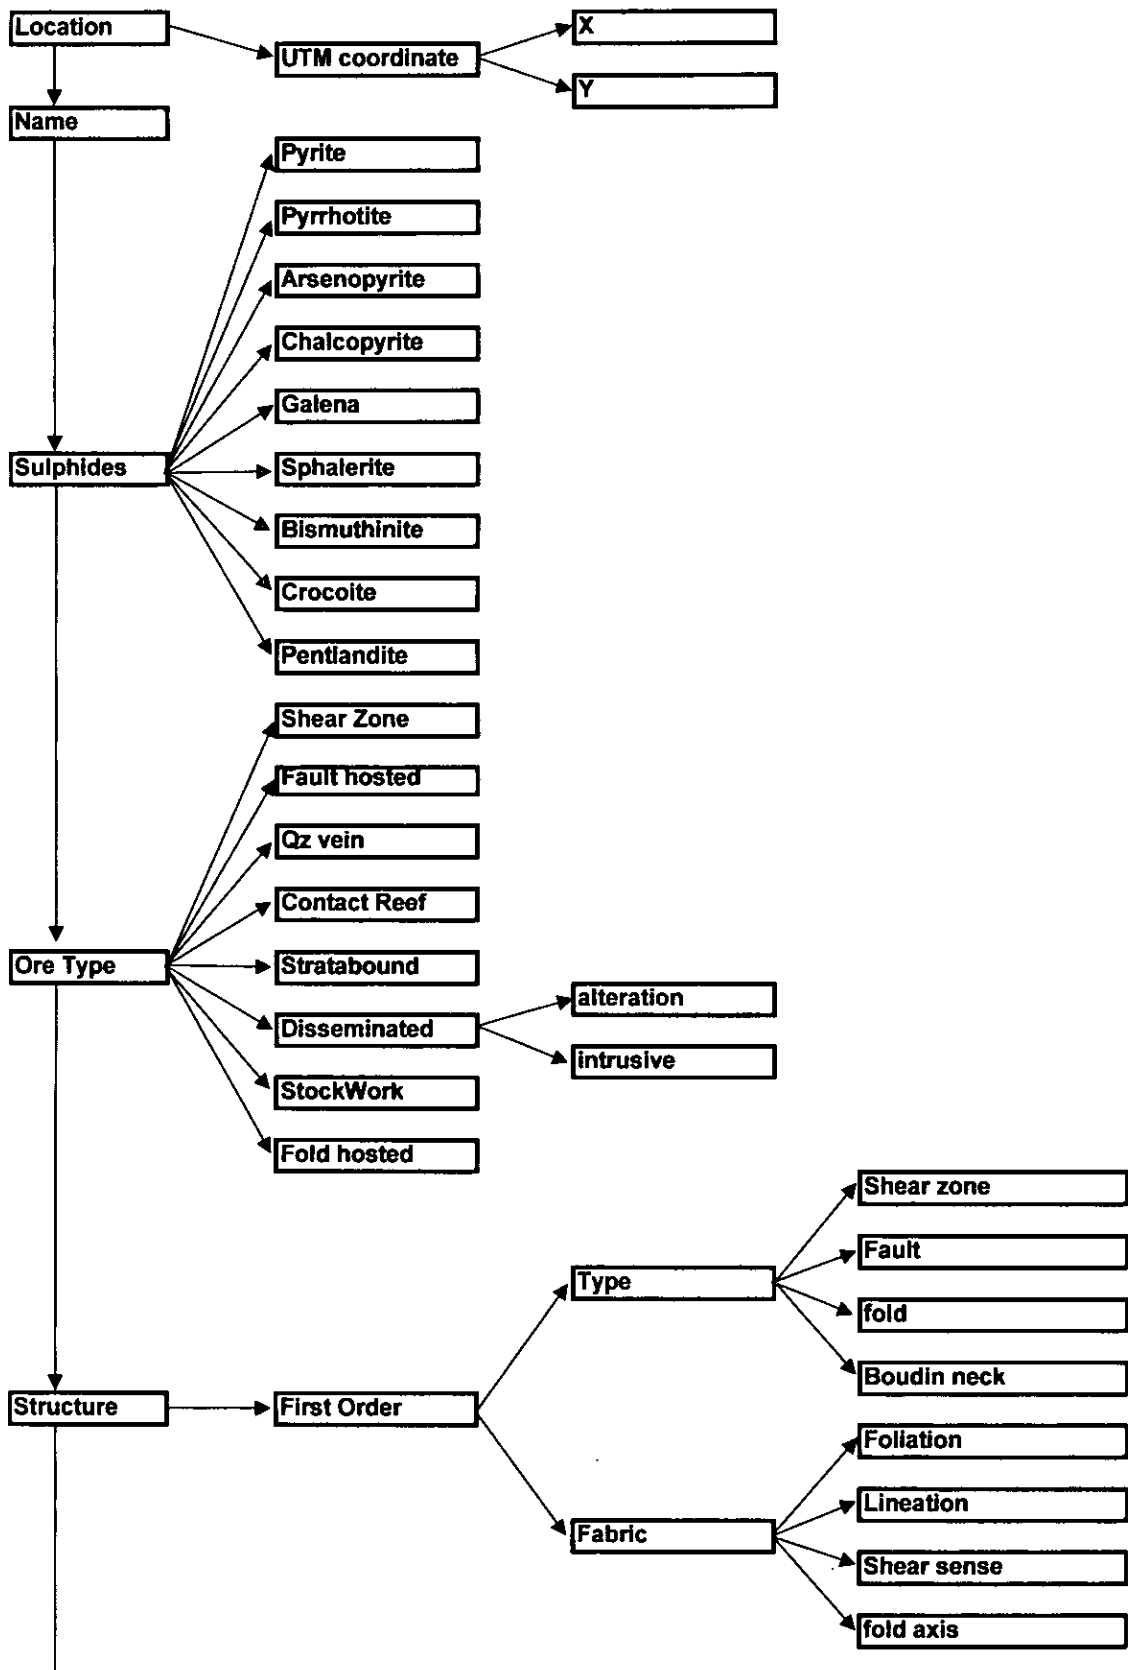 Location
UTM coordinate
X
Y
Name
Pyrite
Pyrrhotite
Arsenopyrite
Chalcopyrite
Galena
Sulphides
Sphalerite
Bismuthinite
Crocoite
Pentlandite
Shear Zone
Fault hosted
Qz vein
Contact Reef
Ore Type
Stratabound
Disseminated
alteration
intrusive
StockWork
Fold hosted
Shear zone
Fault
Type
fold
Boudin neck
Structure
First Order
Foliation
Lineation
Fabric
Shear sense
fold axis